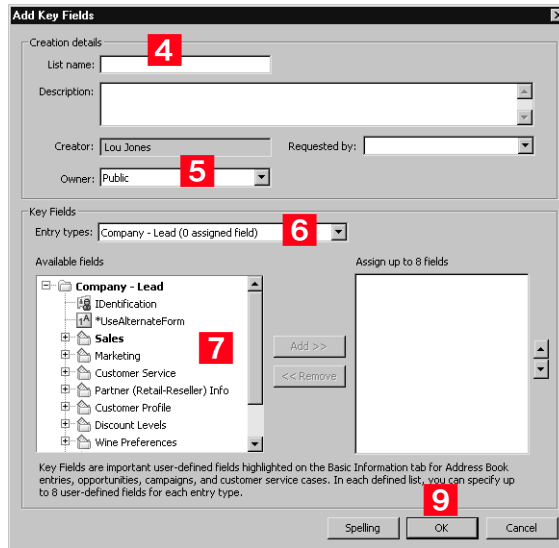 Add Key Fields
Creation details
4
List name:
Description:
Creator: Lou Jones Requested by:
5
Owner: Public
Key Fields
6
Entry types: Company - Lead (0 assigned field)
Available fields Assign up to 8 fields
Company - Lead
IDentification
*UseAlternateForm
Sales
7
Marketing
Add >>
Customer Service
<< Remove
Partner (Retail-Reseller) Info
Customer Profile
Discount Levels
Wine Preferences
Key Fields are important user-defined fields highlighted on the Basic Information tab for Address Book
entries, opportunities, campaigns, and customer service cases. In each defined list, you can specify up
to 8 user-defined fields for each entry type.
9
Spelling OK Cancel